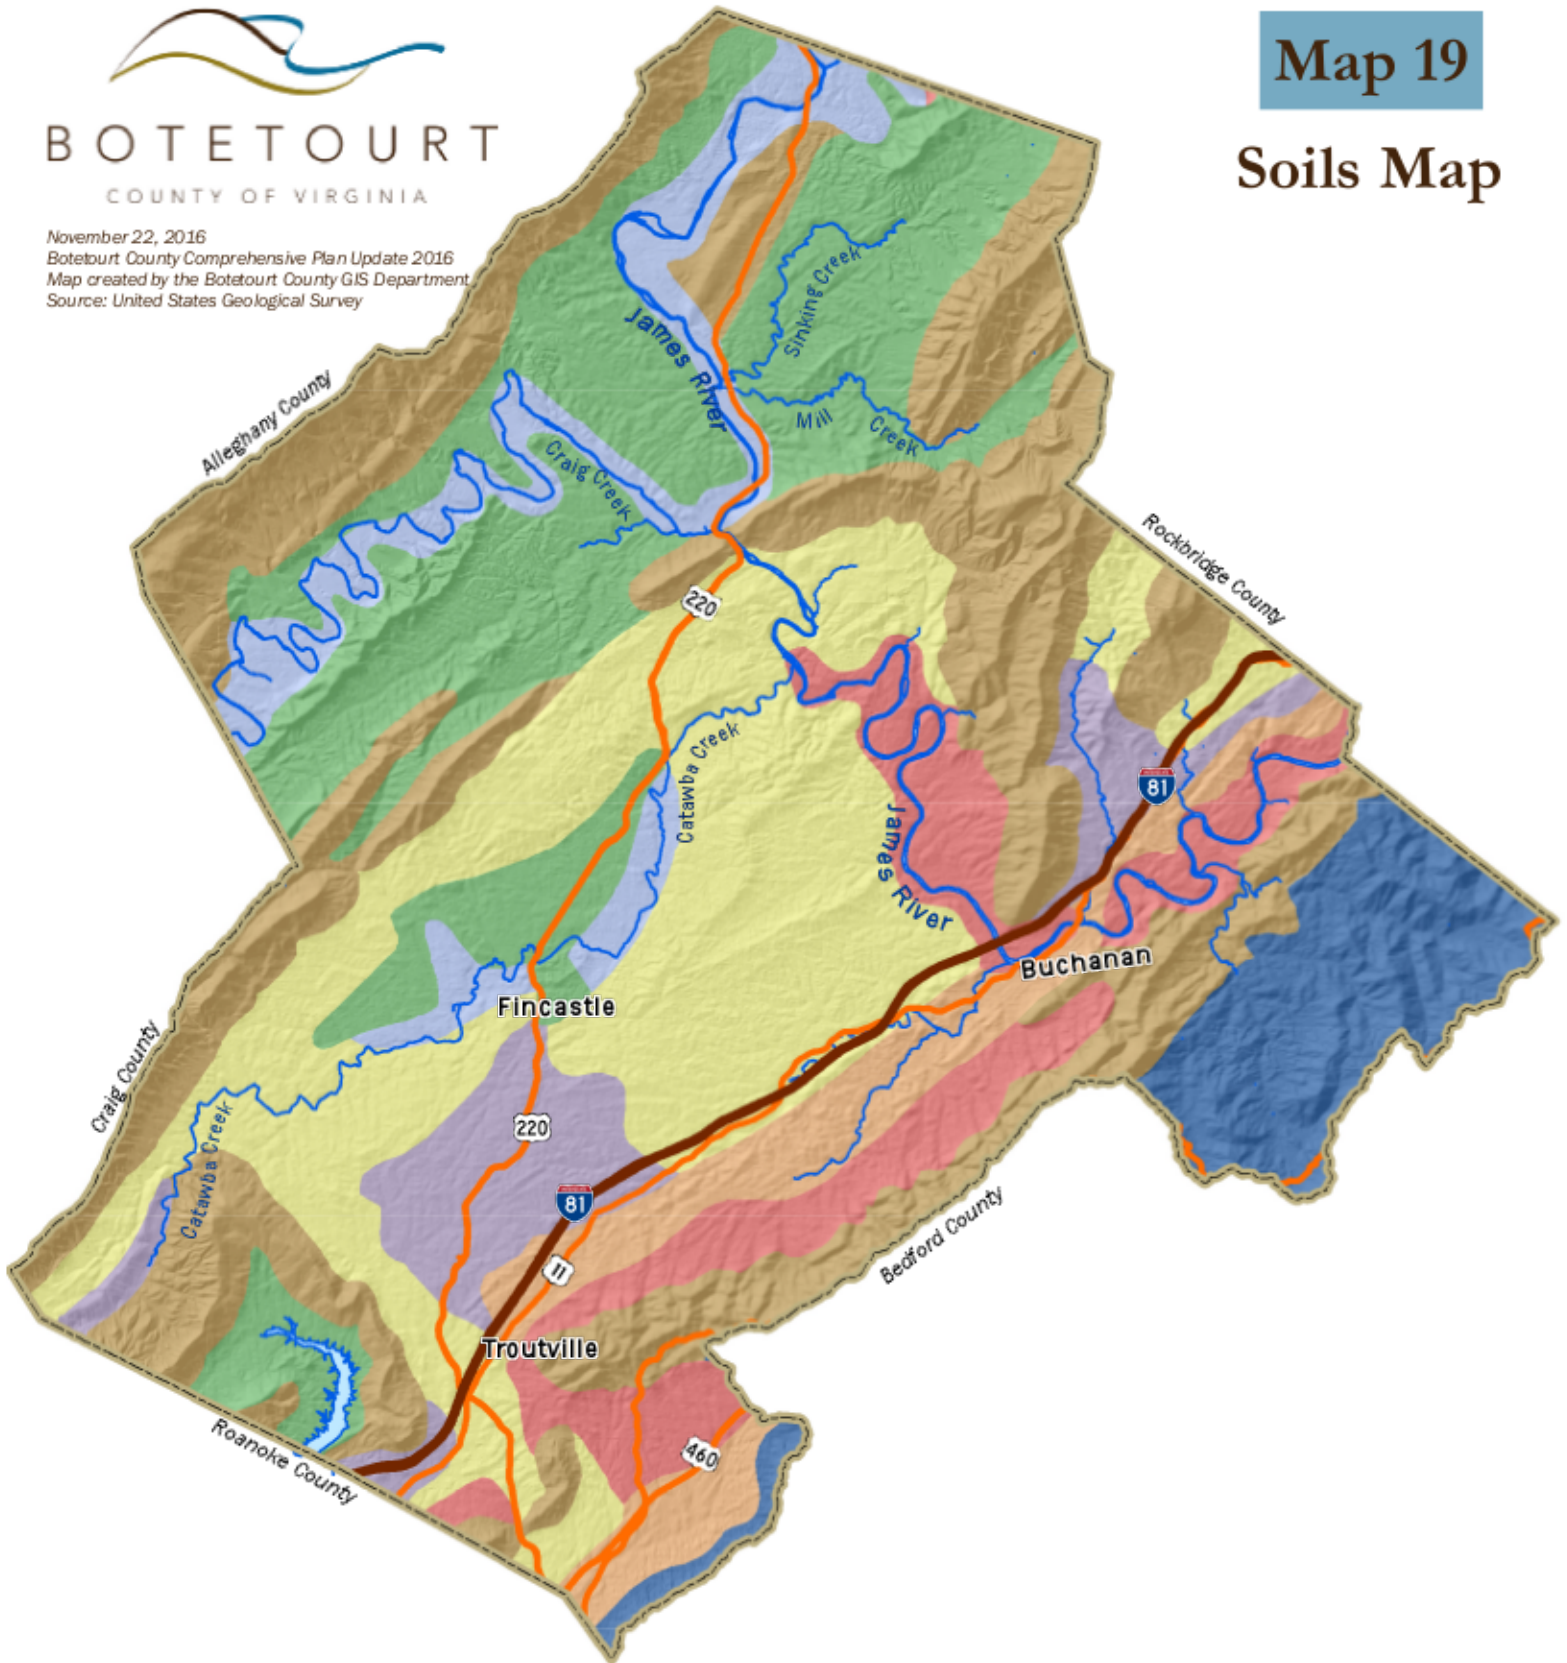 Map 19
Soils Map
BOTETOURT
COUNTY OF VIRGINIA
November 22, 2016
Botetourt County Comprehensive Plan Update 2016
Map created by the Botetourt County GIS Department
Source: United States Geological Survey
Sinking Creek
James River
Alleghany County
Mill Creek
Craig Creek
Rockbridge County
220
Catawba Creek
81
James River
Buchanan
Fincastle
Craig County
Catawba Creek
220
81
Bedford County
11
Troutville
Roanoke County
460